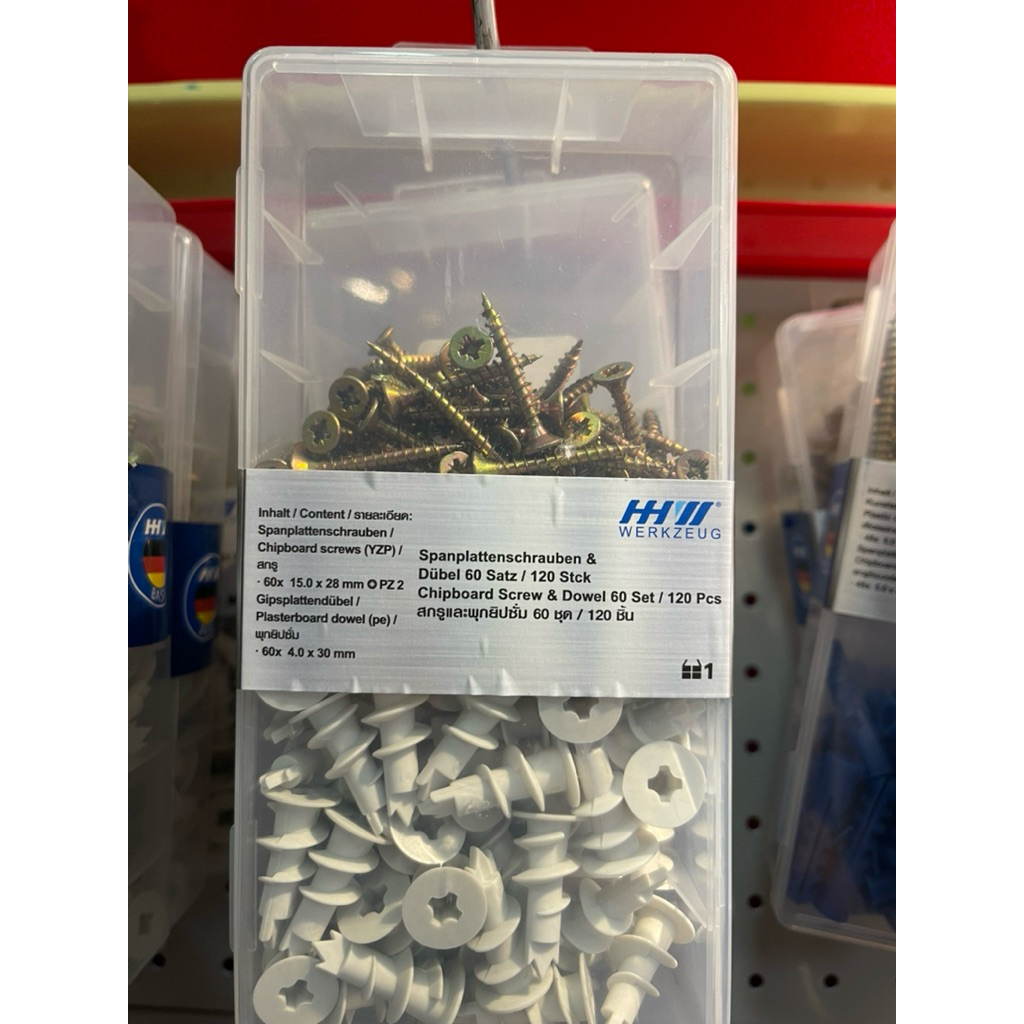 Inhalt / Content / รายละเอียด:
Spanplattenschrauben /
Chipboard screws (YZP) /
สกรู
· 60x 15.0 x 28 mm PZ 2
Gipsplattendübel /
Plasterboard dowel (pe) /
พุกยิปซั่ม
· 60x 4.0 x 30 mm
HHW®
WERKZEUG
Spanplattenschrauben &
Dübel 60 Satz / 120 Stck
Chipboard Screw & Dowel 60 Set / 120 Pcs
สกรูและพุกยิปซั่ม 60 ชุด / 120 ชิ้น
1